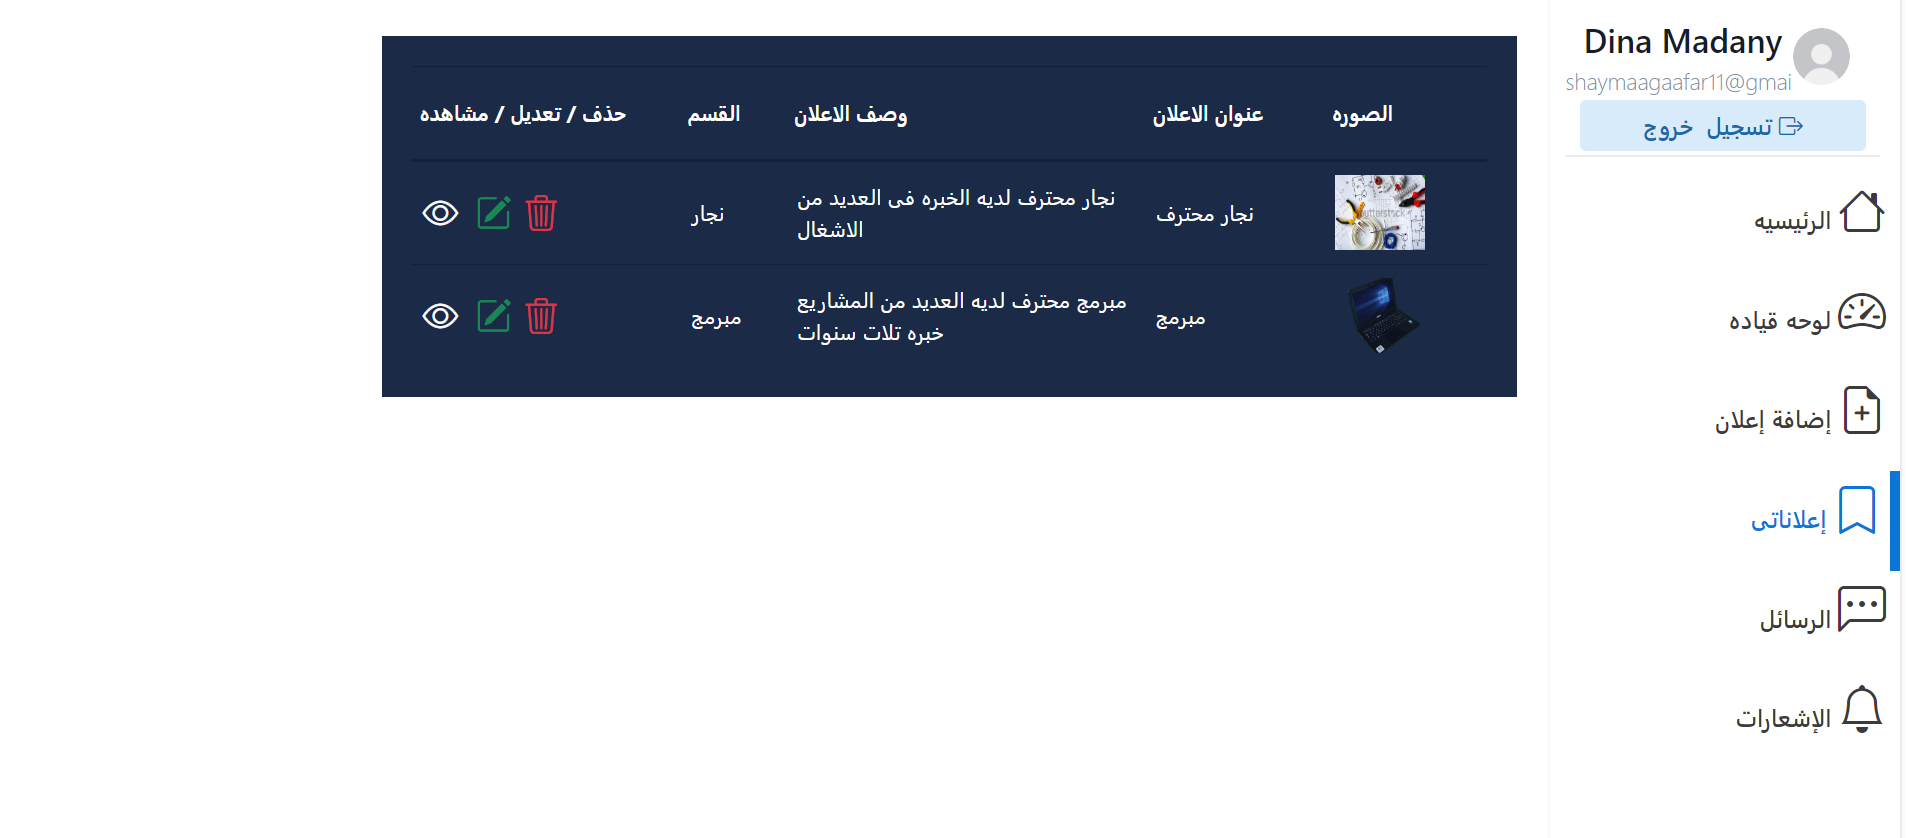 Dina Madany
shaymaagaafar11@gmai
تسجيل خروج
الرئيسيه
لوحه قياده
إضافة إعلان
إعلاناتى
الرسائل
الإشعارات
الصوره عنوان الاعلان وصف الاعلان القسم حذف / تعديل / مشاهده
نجار محترف نجار محترف لديه الخبره فى العديد من نجار
الاشغال
مبرمج مبرمج محترف لديه العديد من المشاريع مبرمج
خبره تلات سنوات